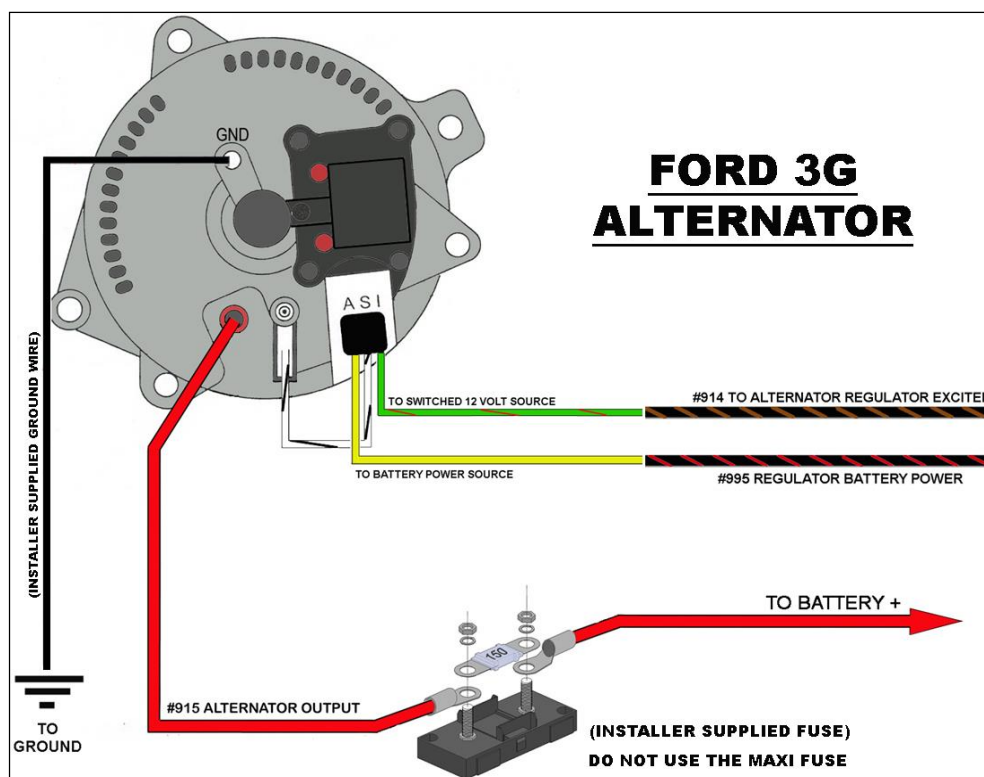 FORD 3G
ALTERNATOR
GND
A S I
TO SWITCHED 12 VOLT SOURCE
#914 TO ALTERNATOR REGULATOR EXCITE
TO BATTERY POWER SOURCE
#995 REGULATOR BATTERY POWER
(INSTALLER SUPPLIED GROUND WIRE)
TO BATTERY +
150
#915 ALTERNATOR OUTPUT
TO
GROUND
(INSTALLER SUPPLIED FUSE)
DO NOT USE THE MAXI FUSE